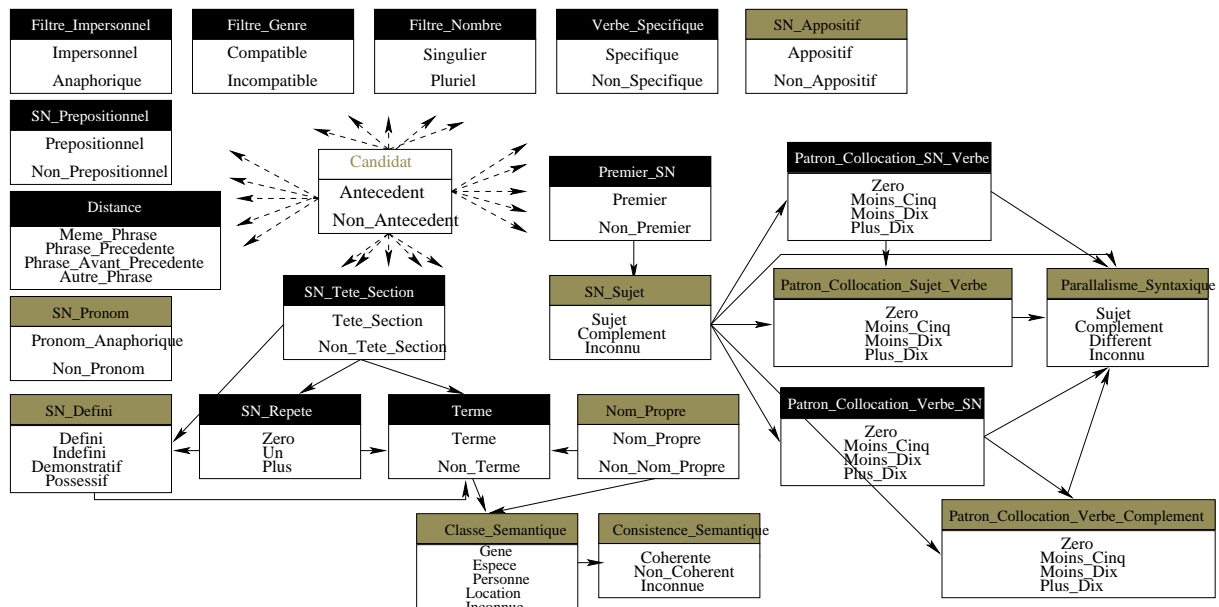 Filtre_Impersonnel
Impersonnel
Anaphorique
Filtre_Genre
Compatible
Incompatible
Filtre_Nombre
Singulier
Pluriel
Verbe_Specifique
Specifique
Non_Specifique
SN_Appositif
Appositif
Non_Appositif
SN_Prepositionnel
Prepositionnel
Non_Prepositionnel
Candidat
Antecedent
Non_Antecedent
Premier_SN
Premier
Non_Premier
Patron_Collocation_SN_Verbe
Zero
Moins_Cinq
Moins_Dix
Plus_Dix
Distance
Meme_Phrase
Phrase_Precedente
Phrase_Avant_Precedente
Autre_Phrase
SN_Tete_Section
Tete_Section
Non_Tete_Section
SN_Sujet
Sujet
Complement
Inconnu
Patron_Collocation_Sujet_Verbe
Zero
Moins_Cinq
Moins_Dix
Plus_Dix
Parallalisme_Syntaxique
Sujet
Complement
Different
Inconnu
SN_Pronom
Pronom_Anaphorique
Non_Pronom
SN_Defini
Defini
Indefini
Demonstratif
Possessif
SN_Repete
Zero
Un
Plus
Terme
Terme
Non_Terme
Nom_Propre
Nom_Propre
Non_Nom_Propre
Patron_Collocation_Verbe_SN
Zero
Moins_Cinq
Moins_Dix
Plus_Dix
Classe_Semantique
Gene
Espece
Personne
Location
Inconnue
Consistence_Semantique
Coherente
Non_Coherent
Inconnue
Patron_Collocation_Verbe_Complement
Zero
Moins_Cinq
Moins_Dix
Plus_Dix